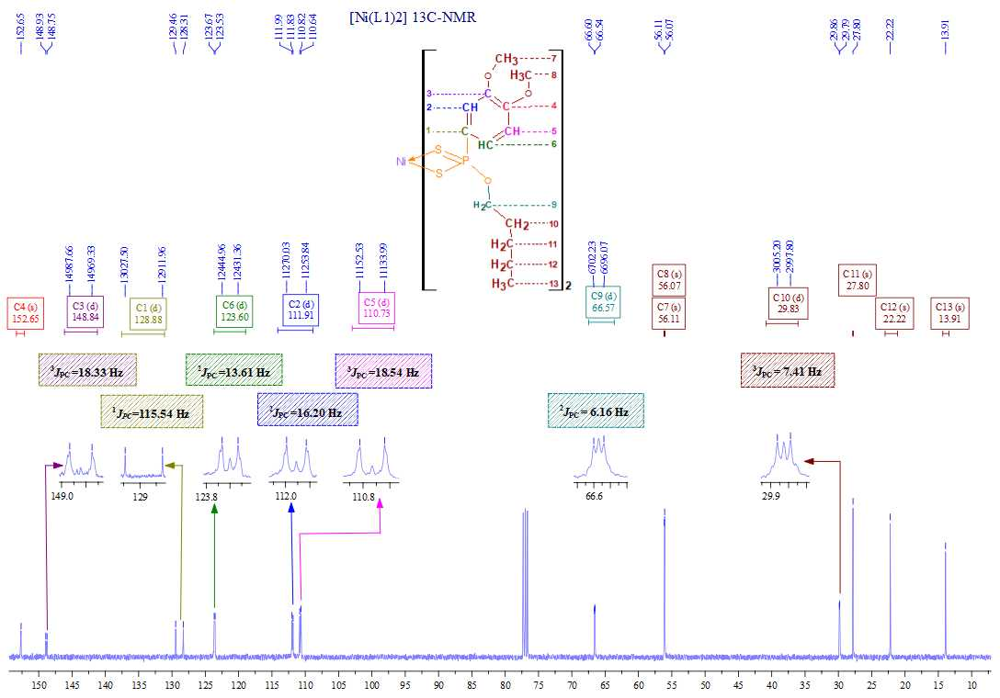 [Ni(L1)2] 13C-NMR
152.65
148.93
148.75
129.46
128.31
123.67
123.53
111.99
111.83
110.82
110.64
66.60
66.54
56.11
56.07
29.86
29.79
27.80
22.22
13.91
CH3 7
H3C 8
O
O
3 C
2 CH
C 4
1 C
CH 5
HC 6
S
Ni
P
S
O
H2C 9
CH2 10
H2C 11
H2C 12
H3C 13
2
14987.66
14969.33
13027.50
12911.96
12444.96
12431.36
11270.03
11253.84
11152.53
11133.99
6702.23
6696.07
3005.20
2997.80
C4 (s)
152.65
C3 (d)
148.84
C1 (d)
128.88
C6 (d)
123.60
C2 (d)
111.91
C5 (d)
110.73
C9 (d)
66.57
C8 (s)
56.07
C7 (s)
56.11
C10 (d)
29.83
C11 (s)
27.80
C12 (s)
22.22
C13 (s)
13.91
3JPC=18.33 Hz
2JPC=13.61 Hz
3JPC=18.54 Hz
3JPC= 7.41 Hz
1JPC=115.54 Hz
2JPC=16.20 Hz
2JPC= 6.16 Hz
149.0
129
123.8
112.0
110.8
66.6
29.9
150 145 140 135 130 125 120 115 110 105 100 95 90 85 80 75 70 65 60 55 50 45 40 35 30 25 20 15 10